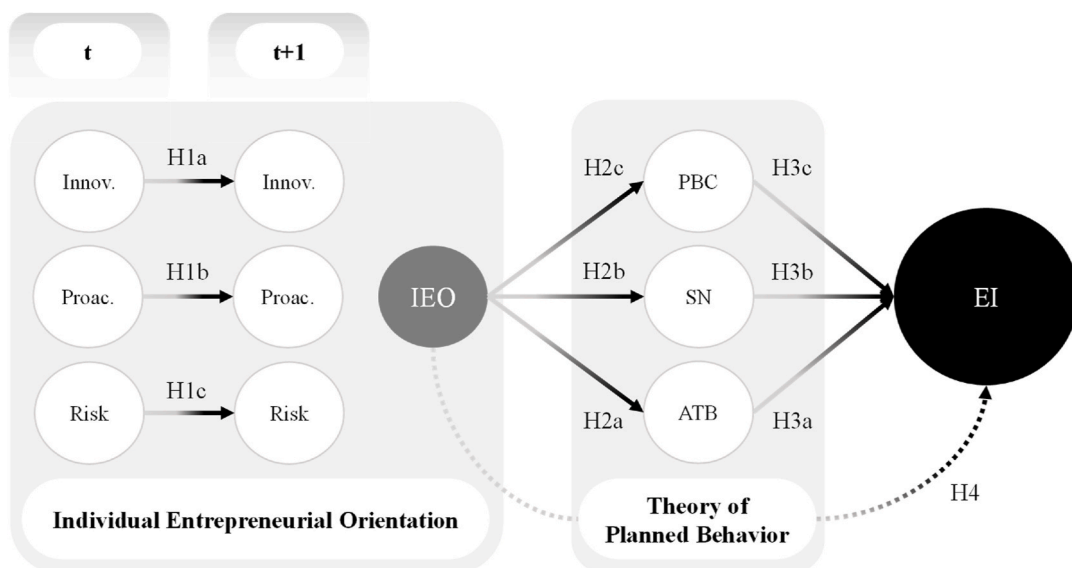 t
t+1
H1a
Innov.
Innov.
H1b
Proac.
Proac.
H1c
Risk
Risk
IEO
Individual Entrepreneurial Orientation
H2c
H2b
H2a
PBC
SN
ATB
H3c
H3b
H3a
Theory of
Planned Behavior
EI
H4